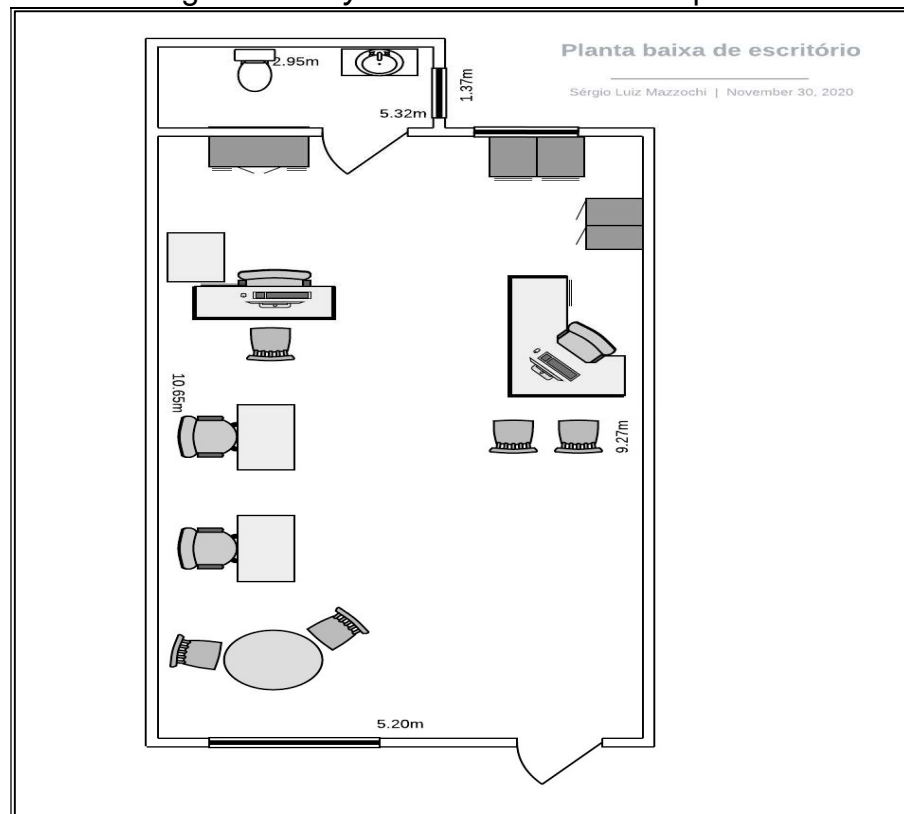 2.95m
1.37m
Planta baixa de escritório
Sérgio Luiz Mazzochi | November 30, 2020
5.32m
10.65m
9.27m
5.20m